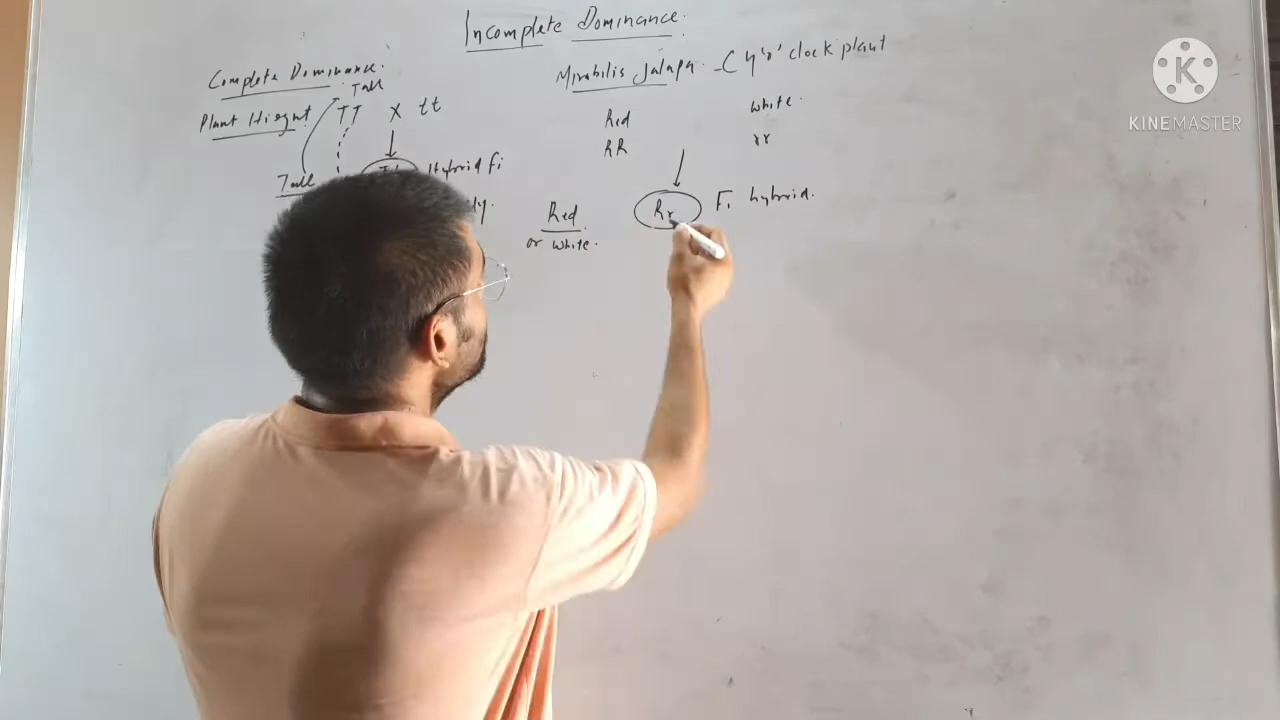 Incomplete Dominance.
Complete Dominance.
Tall
Plant Hieght TT X tt
Tall Hybrid F1
Mirabilis Jalapa - ( 4 'o' clock plant
Red white.
RR rr
Rr F1 hybrid.
Red
or white.
KINEMASTER